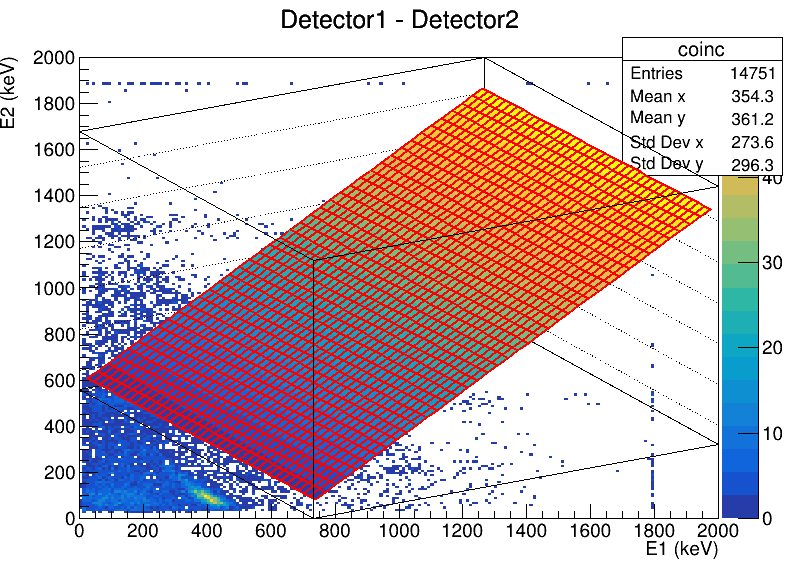 Detector1 - Detector2
coinc
Entries 14751
Mean x 354.3
Mean y 361.2
Std Dev x 273.6
Std Dev y 296.3
E2 (keV)
2000
1800
1600
1400
1200
1000
800
600
400
200
0
40
30
20
10
0
0 200 400 600 800 1000 1200 1400 1600 1800 2000
E1 (keV)